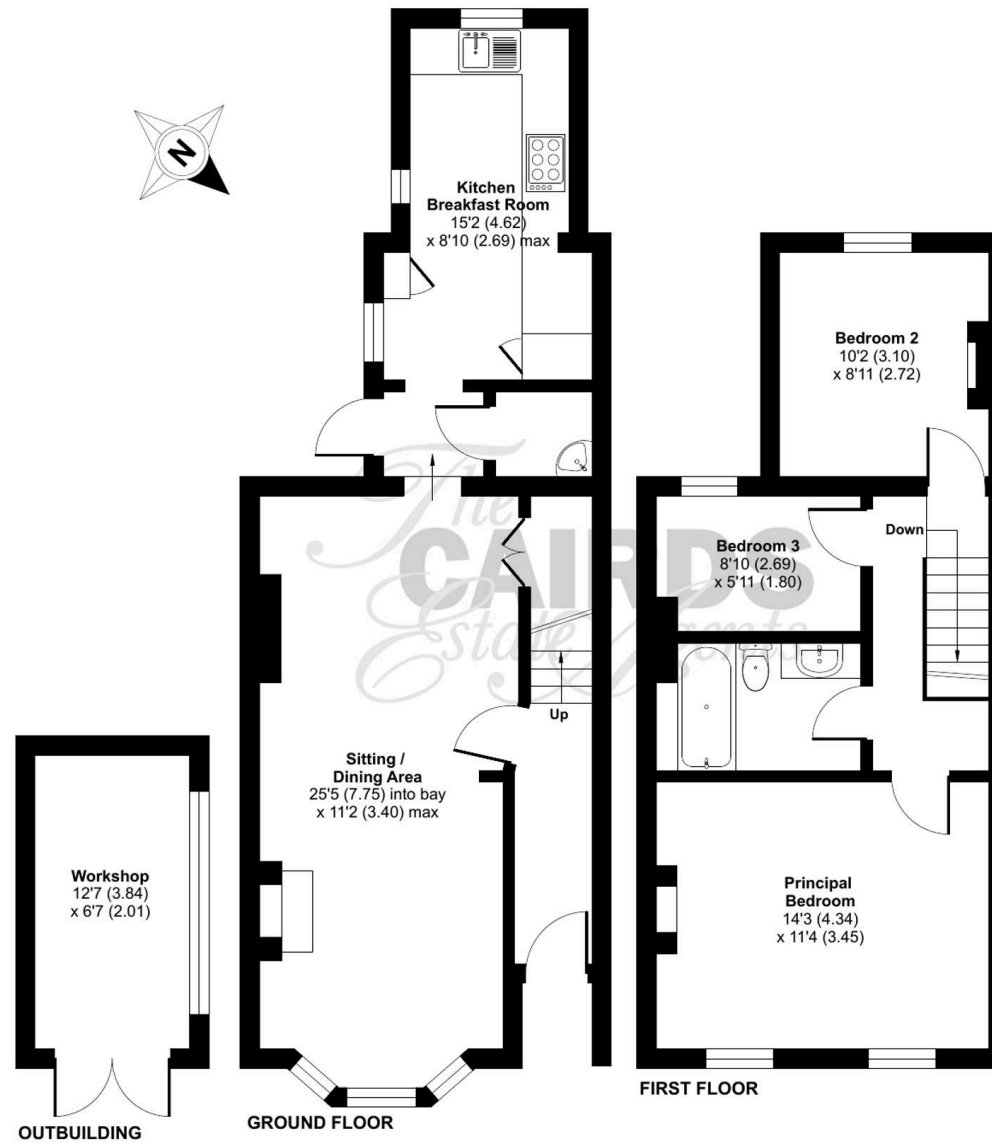 N
Kitchen
Breakfast Room
15'2 (4.62)
x 8'10 (2.69) max
Bedroom 2
10'2 (3.10)
x 8'11 (2.72)
Bedroom 3
8'10 (2.69)
x 5'11 (1.80)
Down
The
CAIRDS
Estate Agents
Up
Sitting /
Dining Area
25'5 (7.75) into bay
x 11'2 (3.40) max
Workshop
12'7 (3.84)
x 6'7 (2.01)
Principal
Bedroom
14'3 (4.34)
x 11'4 (3.45)
FIRST FLOOR
GROUND FLOOR
OUTBUILDING